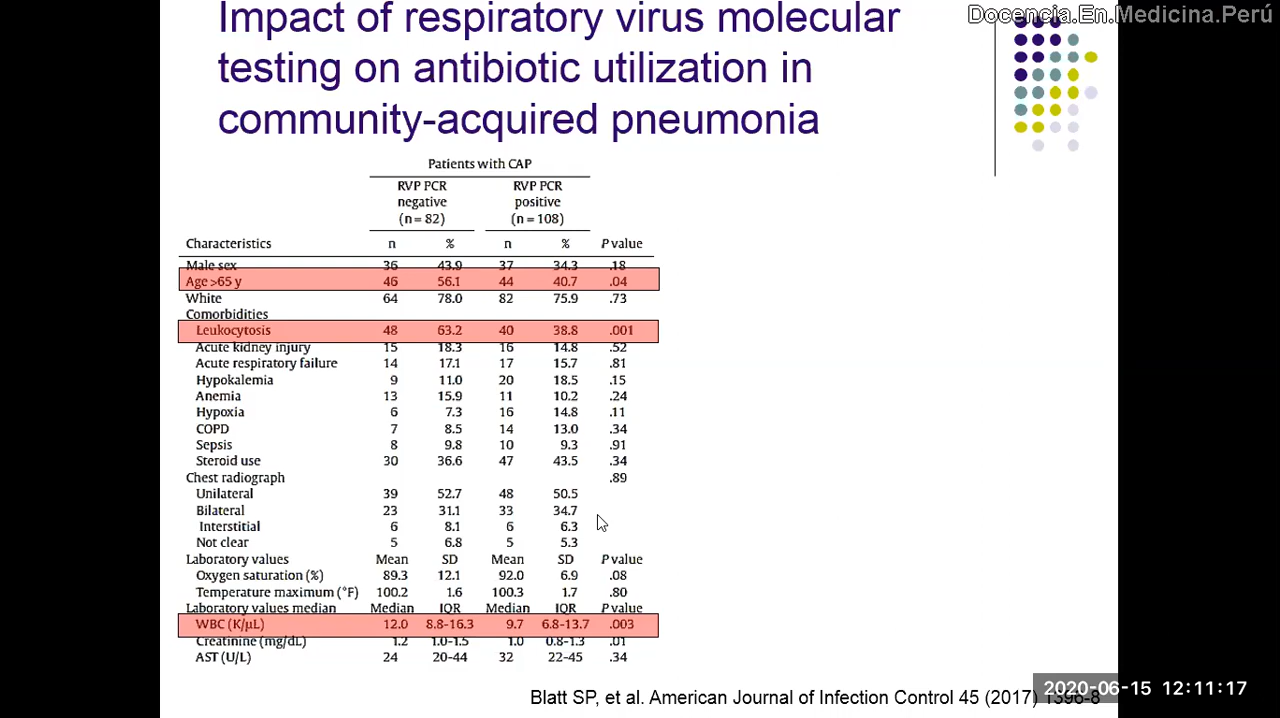 Impact of respiratory virus molecular
testing on antibiotic utilization in
community-acquired pneumonia
Docencia.En.Medicina.Perú
Patients with CAP
RVP PCR negative (n = 82) RVP PCR positive (n = 108)
Characteristics n % n % P value
Male sex 36 43.9 37 34.3 .18
Age >65 y 46 56.1 44 40.7 .04
White 64 78.0 82 75.9 .73
Comorbidities
Leukocytosis 48 63.2 40 38.8 .001
Acute kidney injury 15 18.3 16 14.8 .52
Acute respiratory failure 14 17.1 17 15.7 .81
Hypokalemia 9 11.0 20 18.5 .15
Anemia 13 15.9 11 10.2 .24
Hypoxia 6 7.3 16 14.8 .11
COPD 7 8.5 14 13.0 .34
Sepsis 8 9.8 10 9.3 .91
Steroid use 30 36.6 47 43.5 .34
Chest radiograph .89
Unilateral 39 52.7 48 50.5
Bilateral 23 31.1 33 34.7
Interstitial 6 8.1 6 6.3
Not clear 5 6.8 5 5.3
Laboratory values Mean SD Mean SD P value
Oxygen saturation (%) 89.3 12.1 92.0 6.9 .08
Temperature maximum (°F) 100.2 1.6 100.3 1.7 .80
Laboratory values median Median IQR Median IQR P value
WBC (K/µL) 12.0 8.8-16.3 9.7 6.8-13.7 .003
Creatinine (mg/dL) 1.2 1.0-1.5 1.0 0.8-1.3 .01
AST (U/L) 24 20-44 32 22-45 .34
Blatt SP, et al. American Journal of Infection Control 45 (2017) 1396-8
2020-06-15 12:11:17